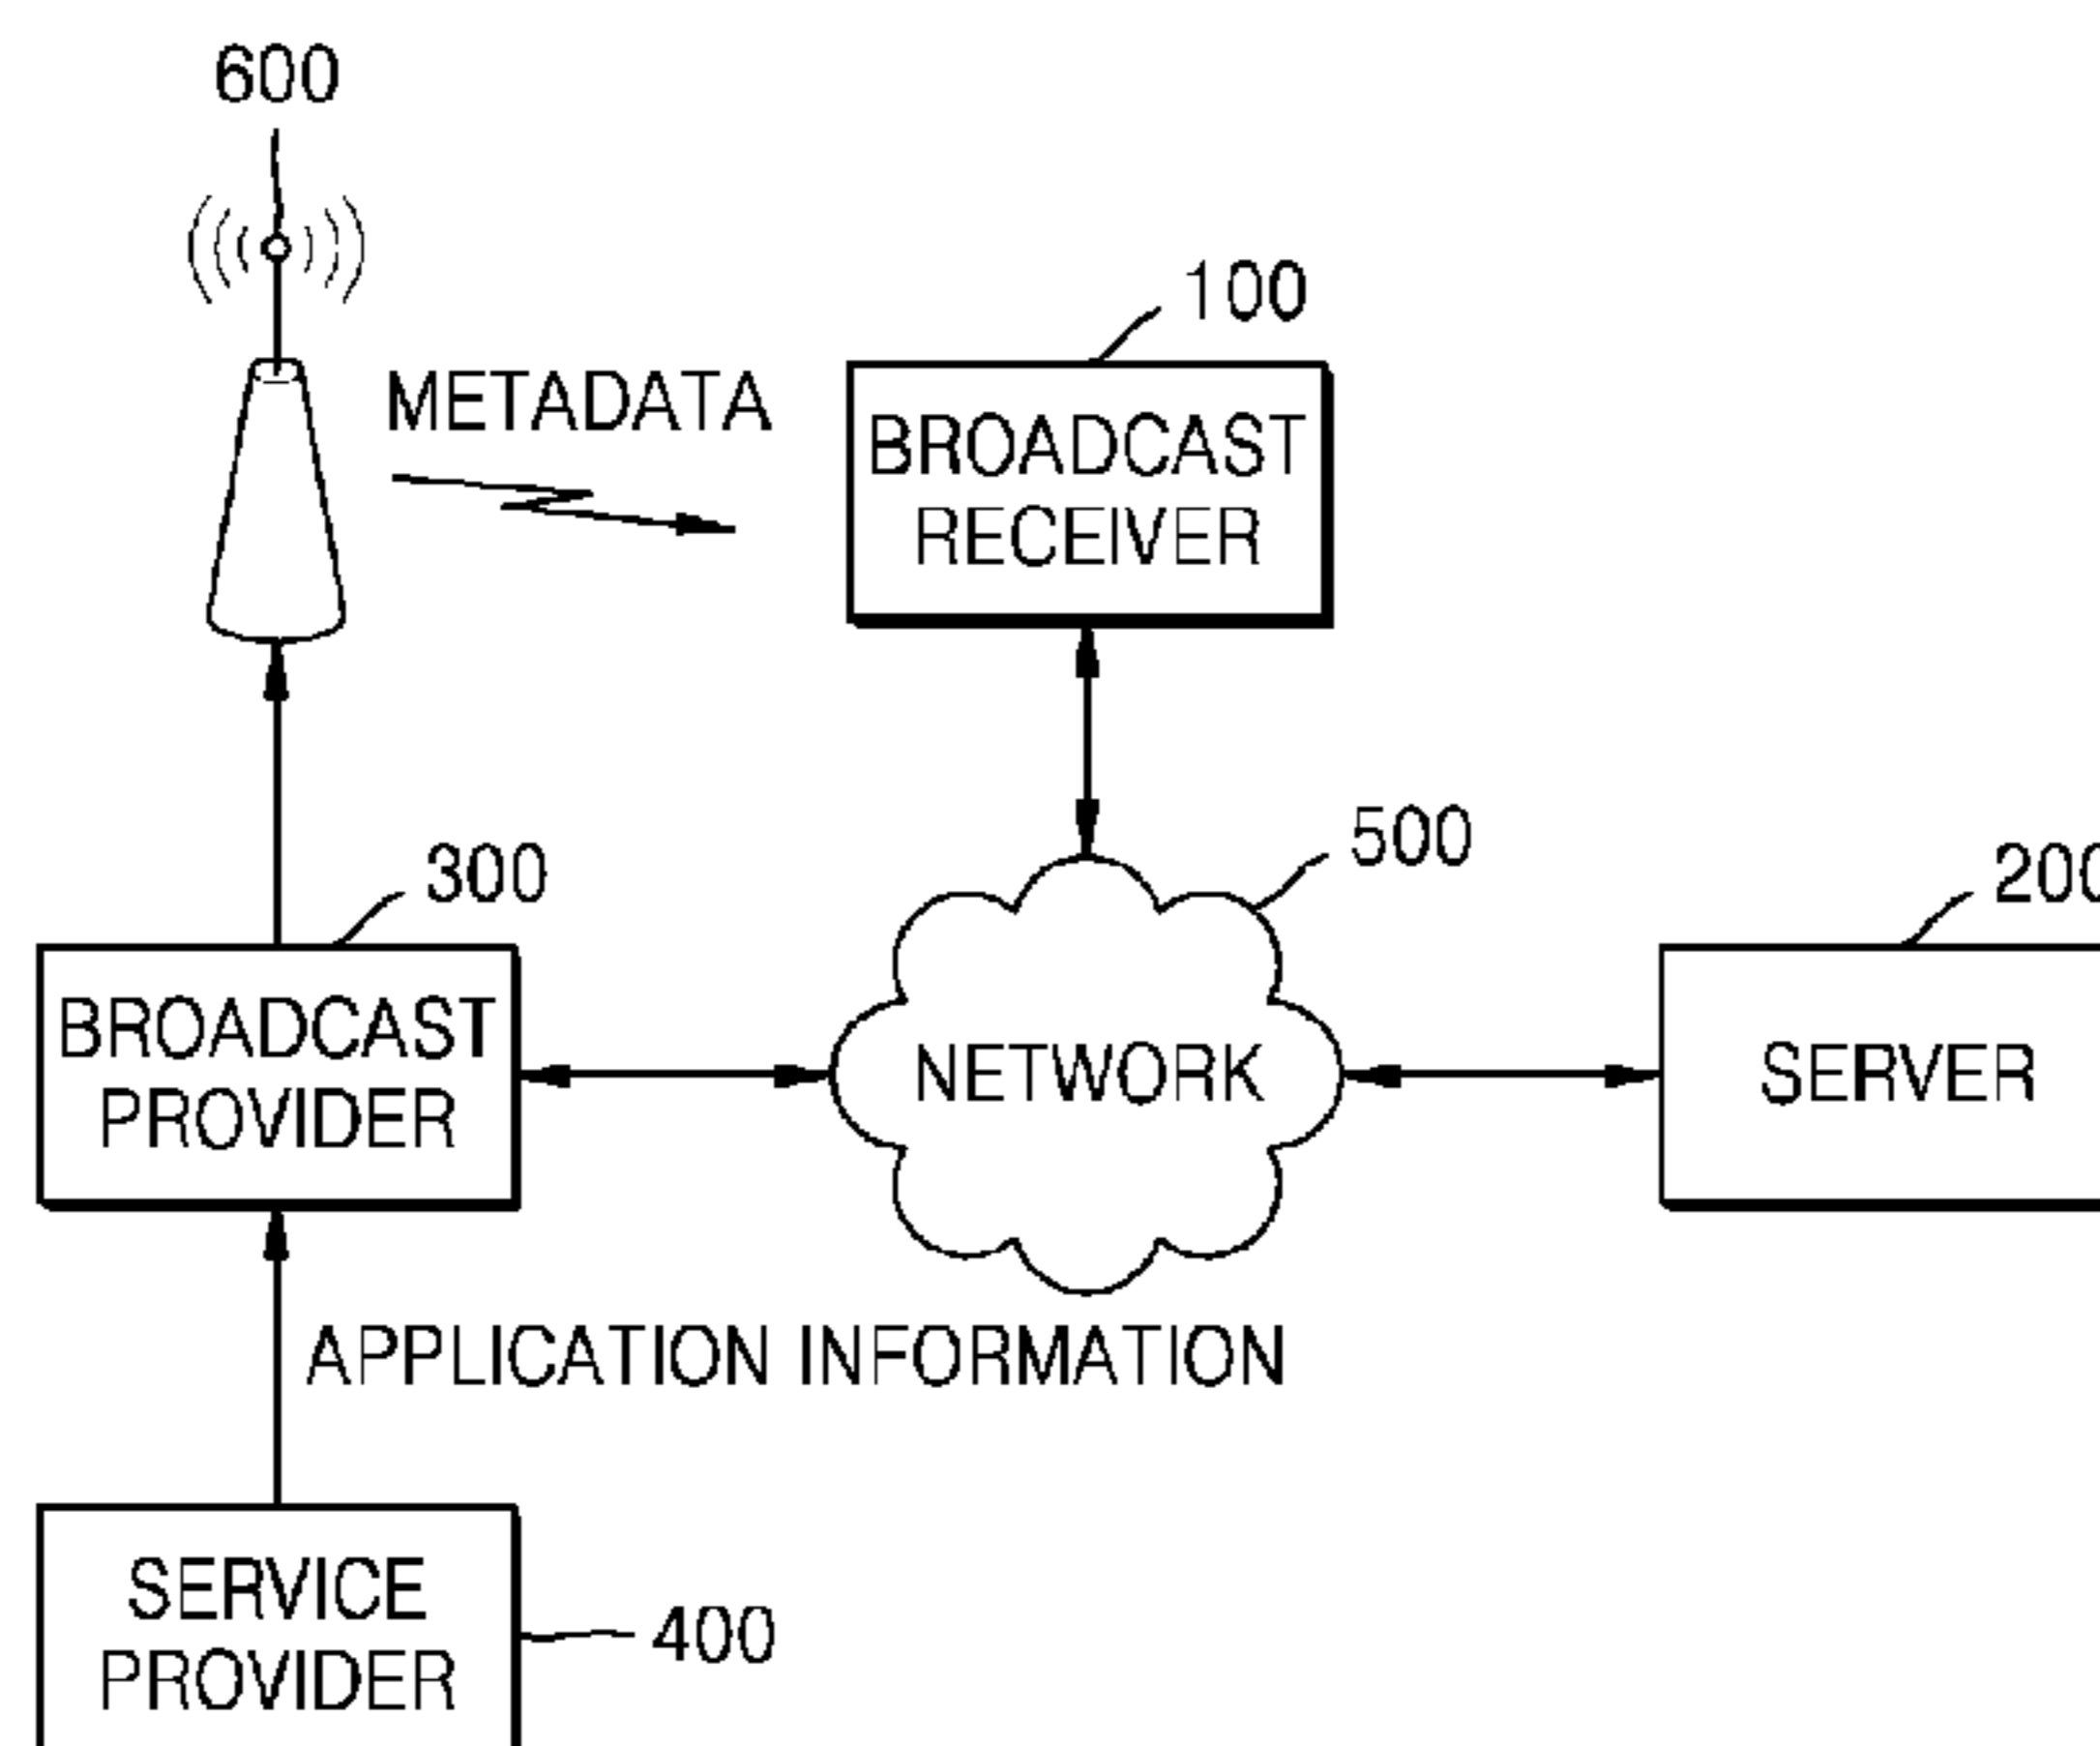 600
100
METADATA
BROADCAST
RECEIVER
500
300
BROADCAST
PROVIDER
NETWORK
SERVER
APPLICATION INFORMATION
SERVICE
PROVIDER
400